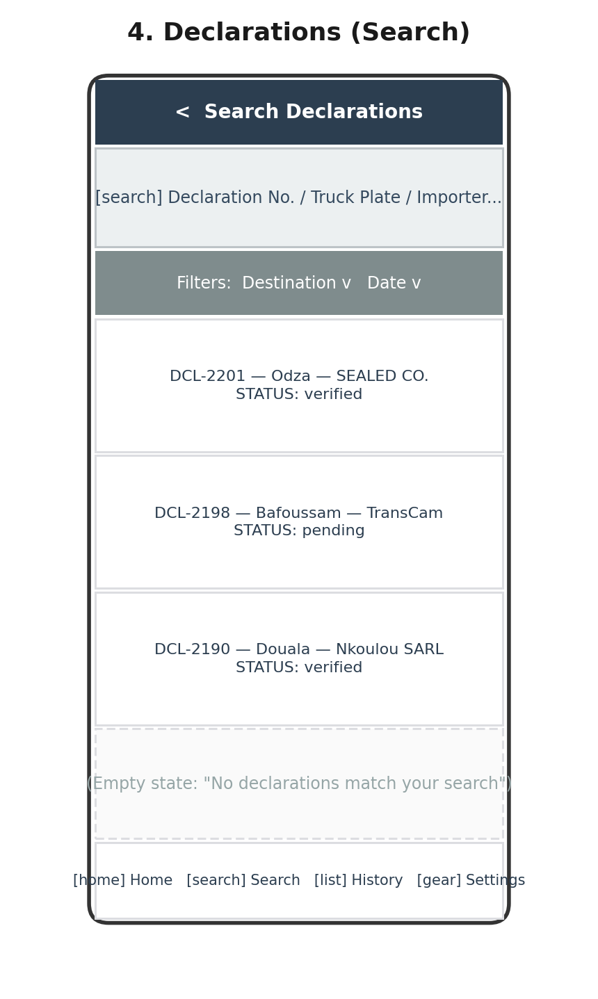 4. Declarations (Search)
<  Search Declarations
[search] Declaration No. / Truck Plate / Importer...
Filters:  Destination v   Date v
DCL-2201 — Odza — SEALED CO.
STATUS: verified
DCL-2198 — Bafoussam — TransCam
STATUS: pending
DCL-2190 — Douala — Nkoulou SARL
STATUS: verified
(Empty state: "No declarations match your search")
[home] Home   [search] Search   [list] History   [gear] Settings